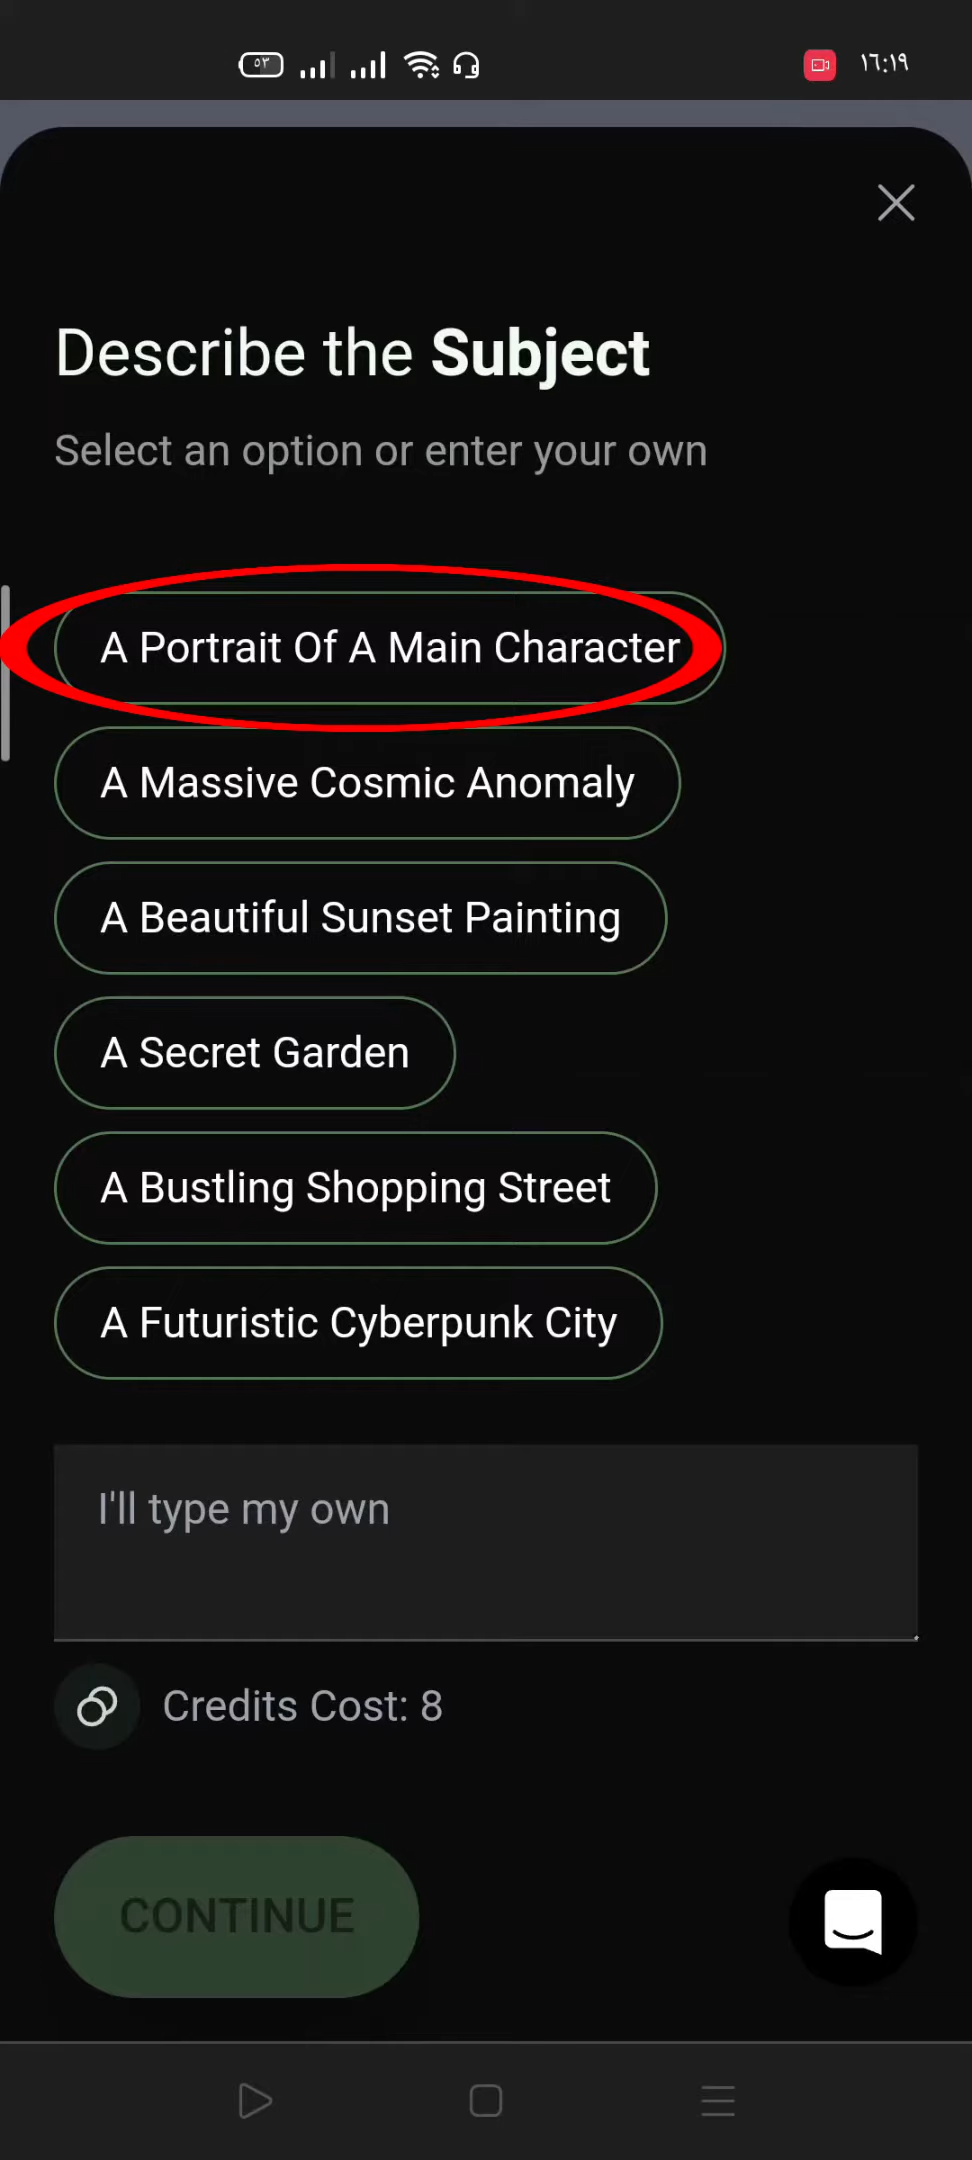 ٥٣
١٦:١٩
Describe the Subject
Select an option or enter your own
A Portrait Of A Main Character
A Massive Cosmic Anomaly
A Beautiful Sunset Painting
A Secret Garden
A Bustling Shopping Street
A Futuristic Cyberpunk City
I'll type my own
Credits Cost: 8
CONTINUE